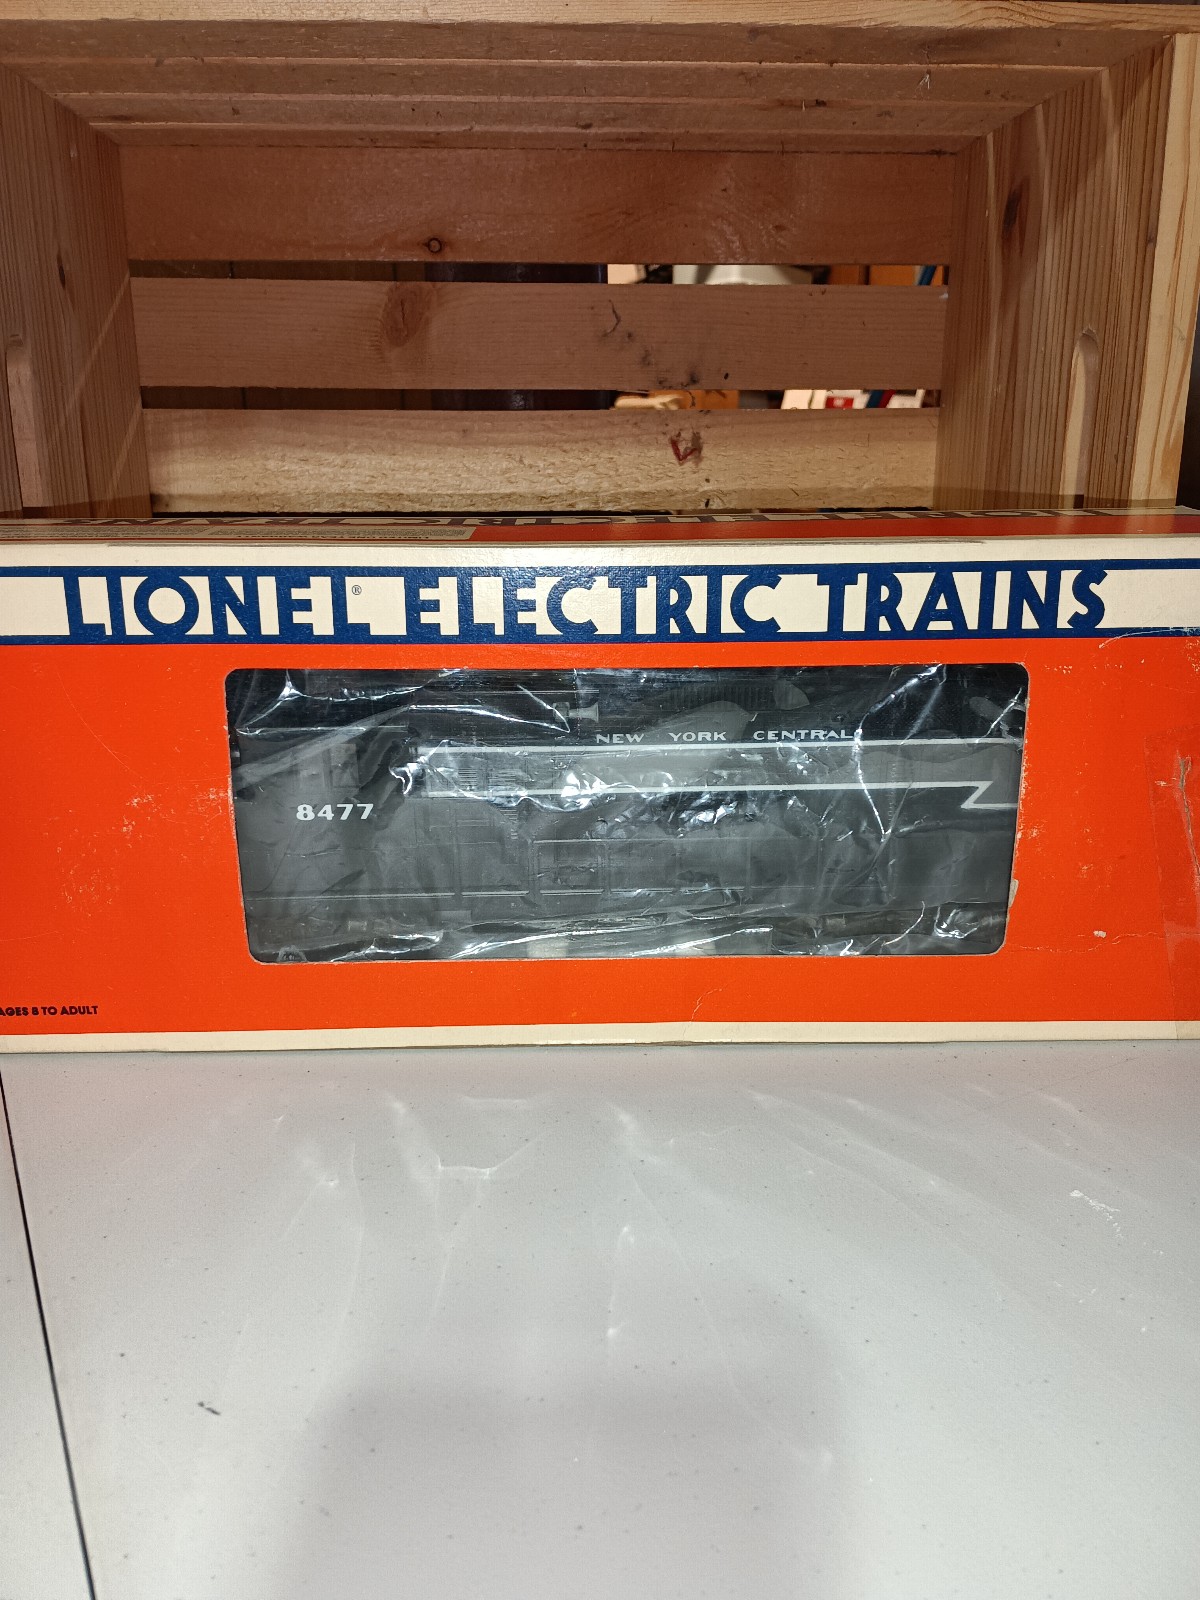 LIONEL® ELECTRIC TRAINS
NEW YORK CENTRAL
8477
AGES 8 TO ADULT